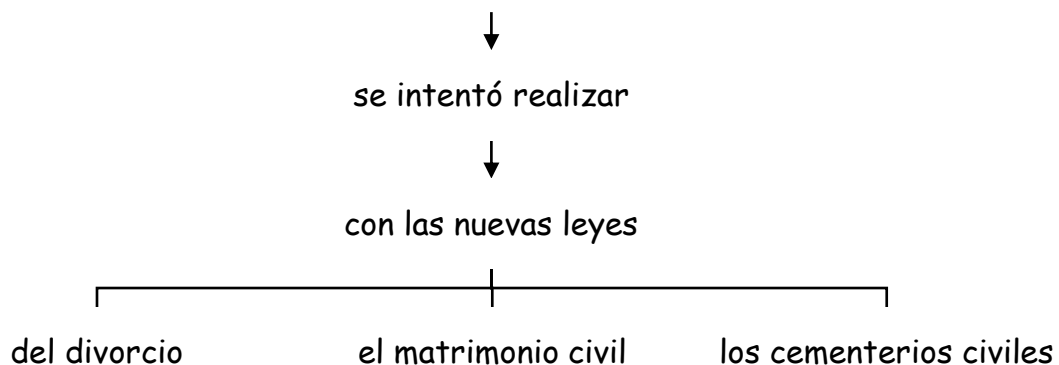 se intentó realizar
con las nuevas leyes
del divorcio el matrimonio civil los cementerios civiles